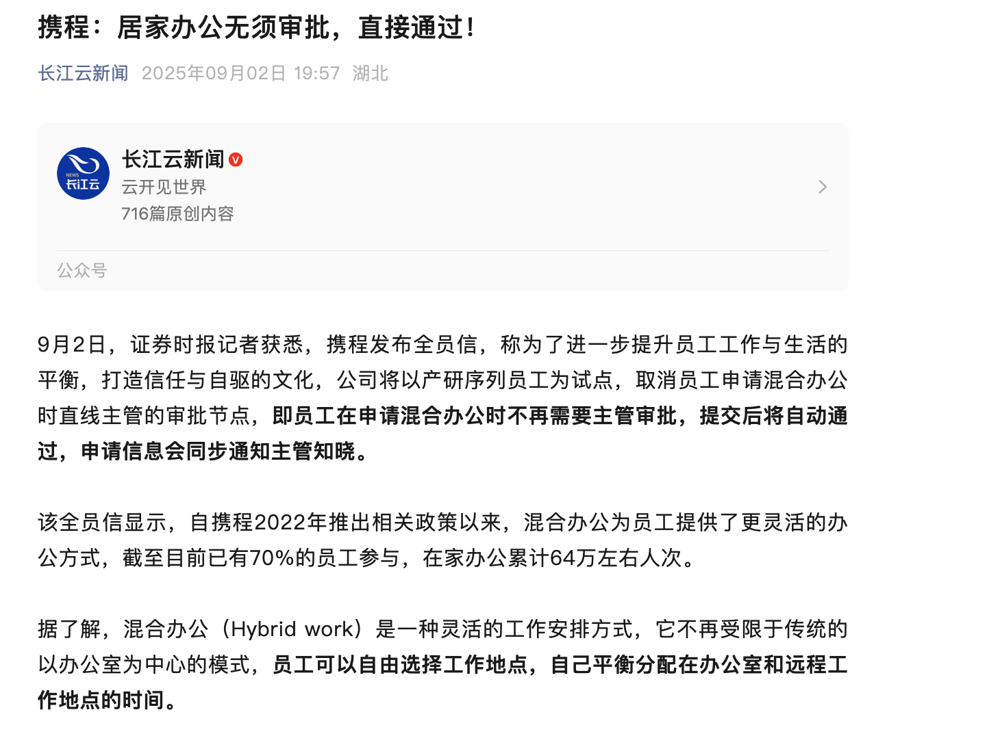 携程：居家办公无须审批，直接通过！
长江云新闻 2025年09月02日 19:57 湖北
NEWS
长江云
长江云新闻
云开见世界
716篇原创内容
公众号
9月2日，证券时报记者获悉，携程发布全员信，称为了进一步提升员工工作与生活的
平衡，打造信任与自驱的文化，公司将以产研序列员工为试点，取消员工申请混合办公
时直线主管的审批节点，即员工在申请混合办公时不再需要主管审批，提交后将自动通
过，申请信息会同步通知主管知晓。
该全员信显示，自携程2022年推出相关政策以来，混合办公为员工提供了更灵活的办
公方式，截至目前已有70%的员工参与，在家办公累计64万左右人次。
据了解，混合办公（Hybrid work）是一种灵活的工作安排方式，它不再受限于传统的
以办公室为中心的模式，员工可以自由选择工作地点，自己平衡分配在办公室和远程工
作地点的时间。